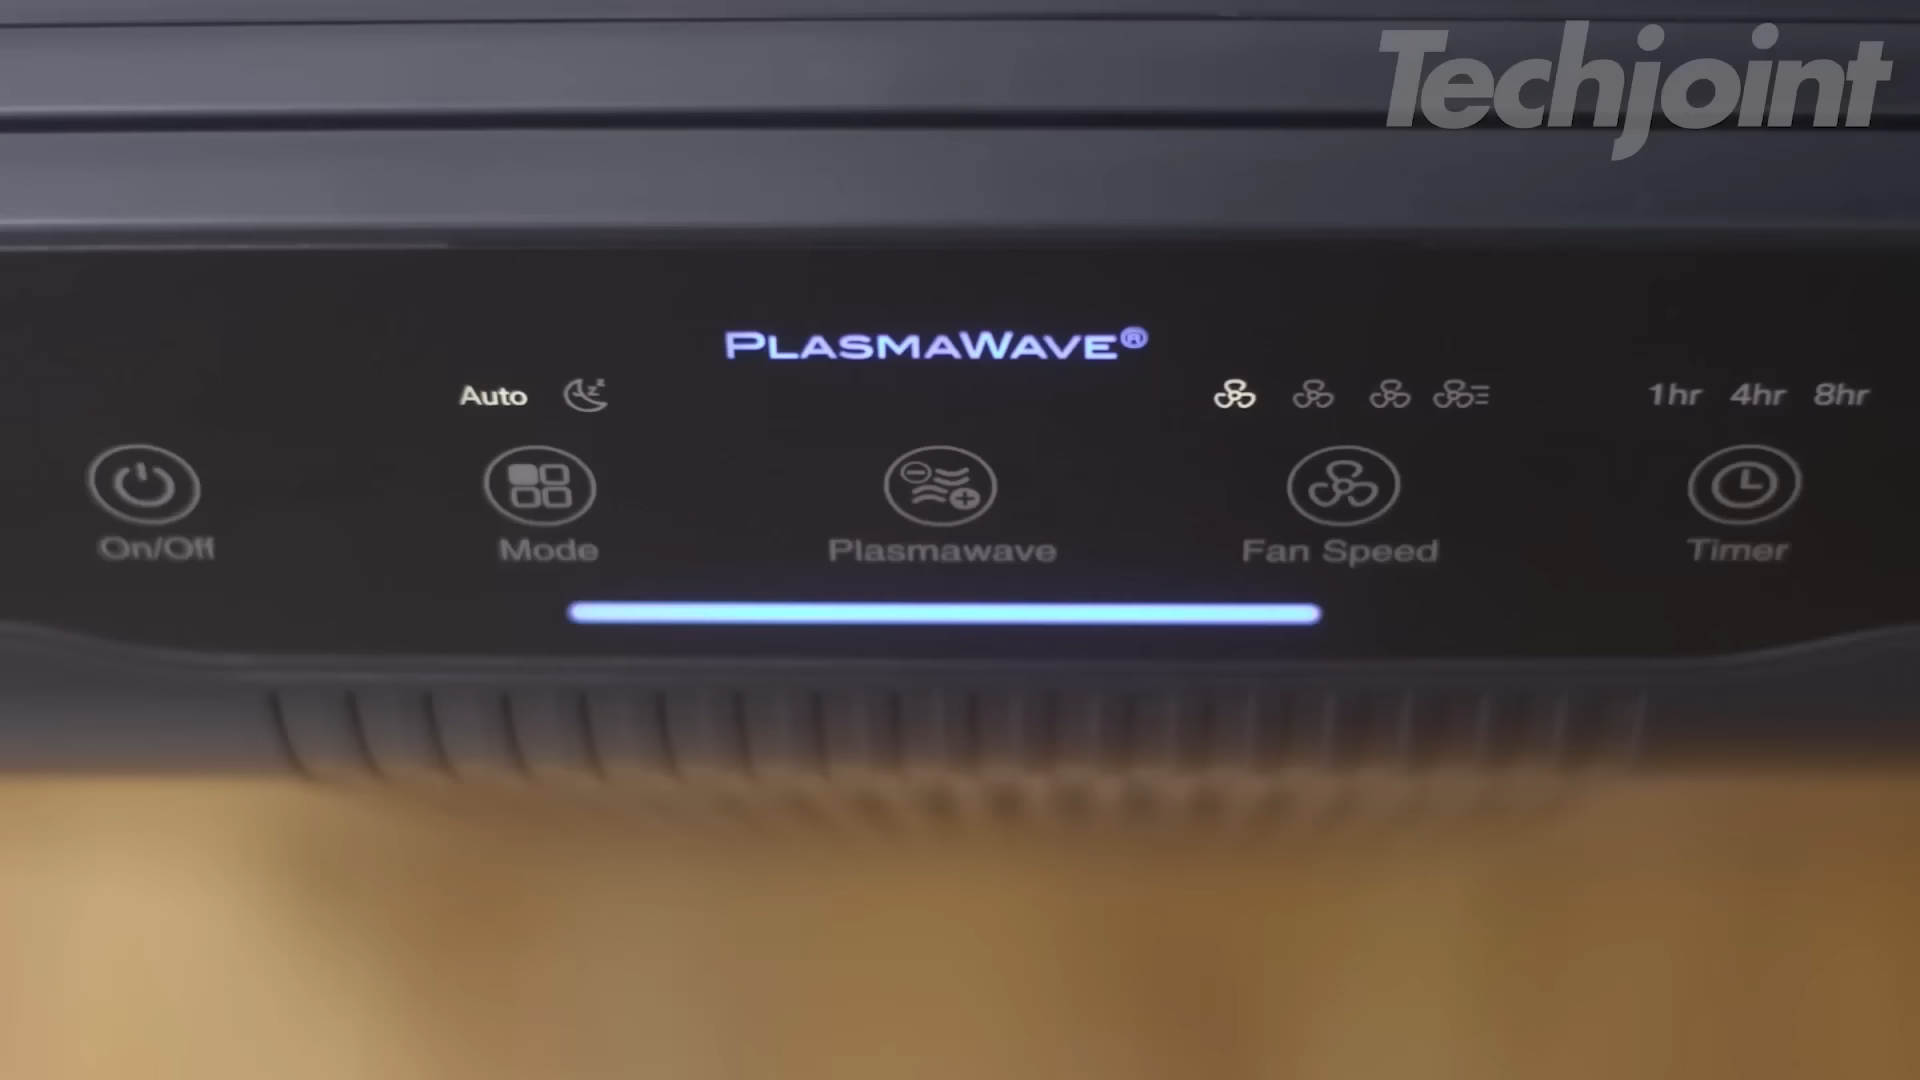 Techjoint
PLASMAWAVE®
Auto
1hr 4hr 8hr
On/Off
Mode
Plasmawave
Fan Speed
Timer